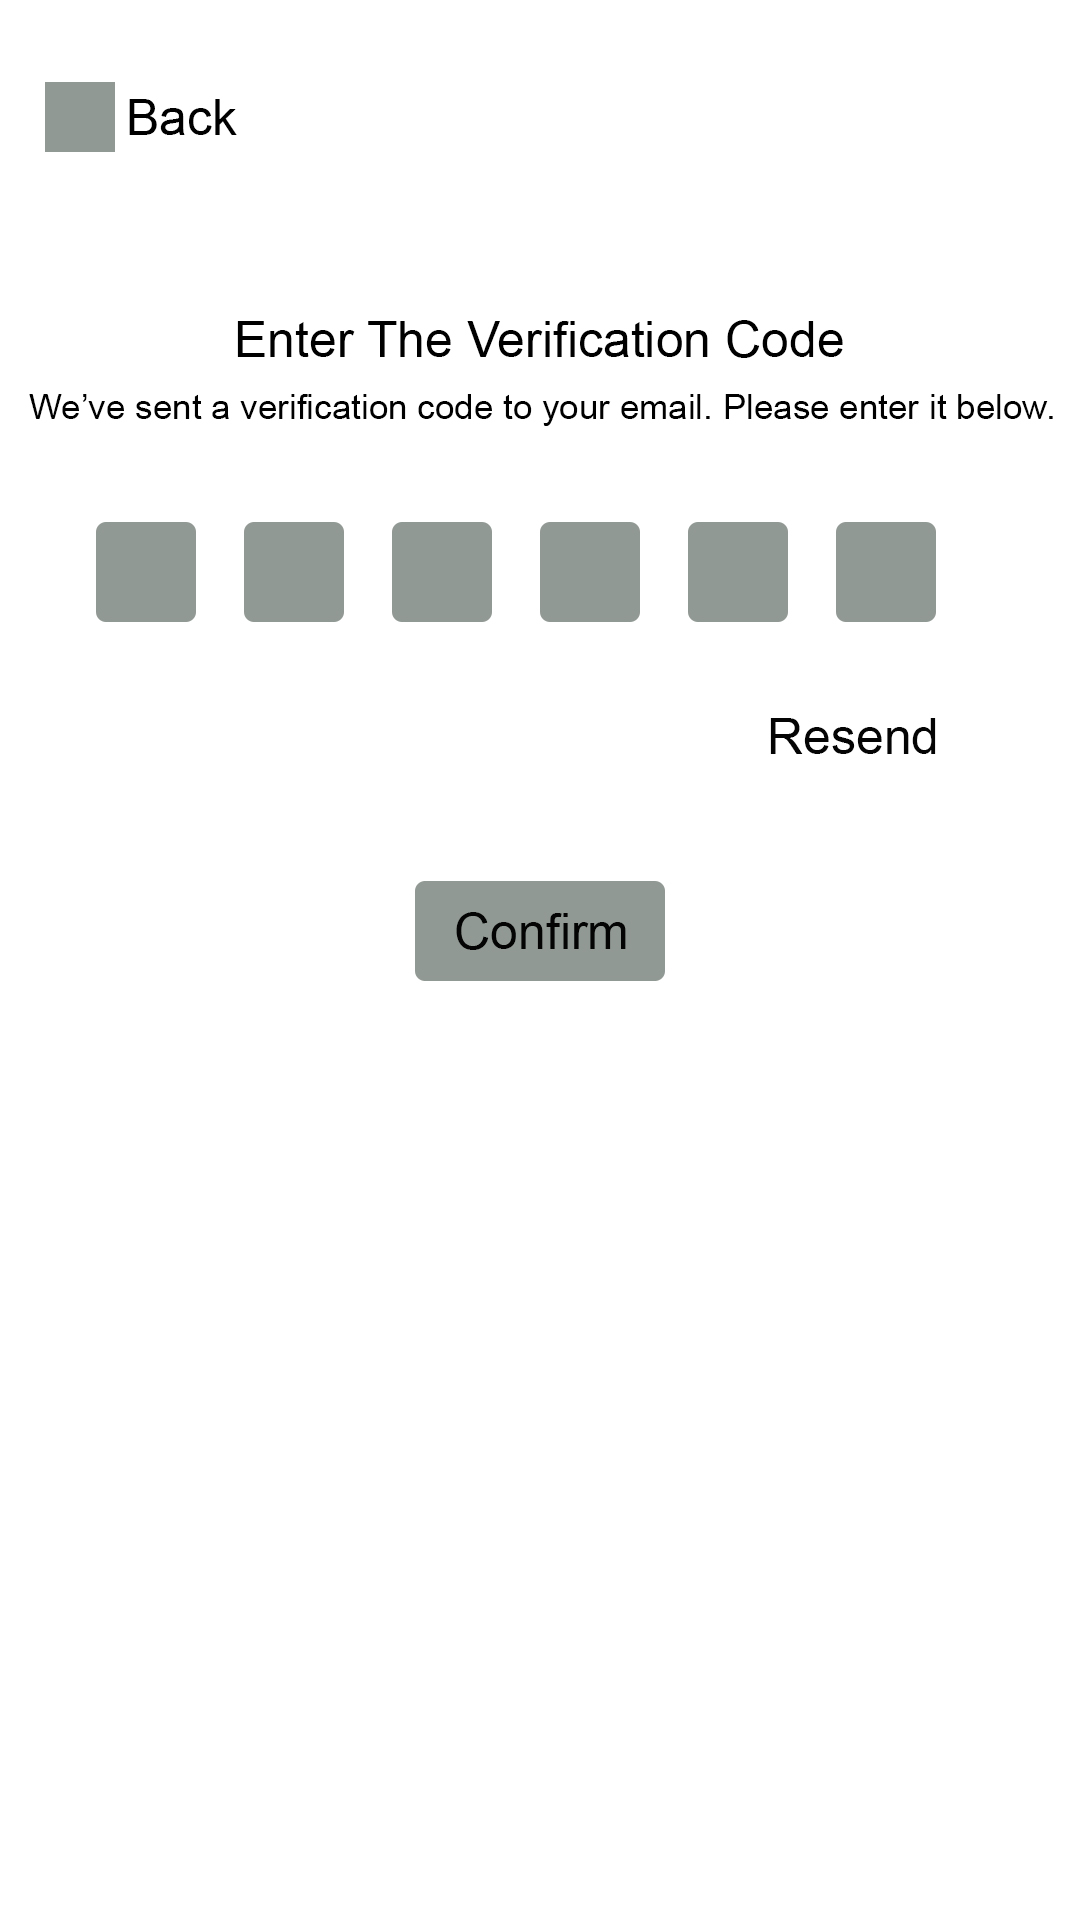 Back
Enter The Verification Code
We’ve sent a verification code to your email. Please enter it below.
Resend
Confirm